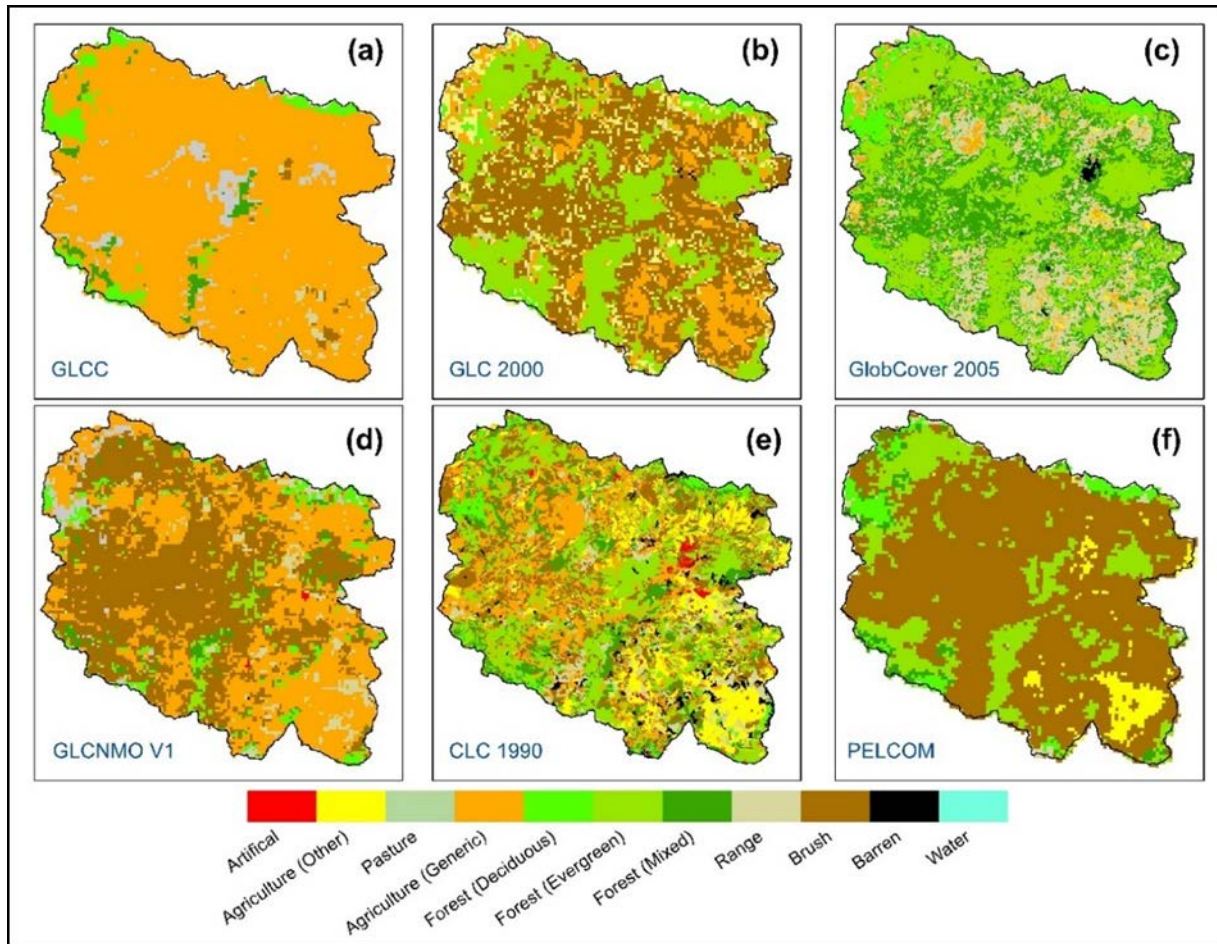 (a)
GLCC
(b)
GLC 2000
(c)
GlobCover 2005
(d)
GLCNMO V1
(e)
CLC 1990
(f)
PELCOM
Artifical
Agriculture (Other)
Pasture
Agriculture (Generic)
Forest (Deciduous)
Forest (Evergreen)
Forest (Mixed)
Range
Brush
Barren
Water